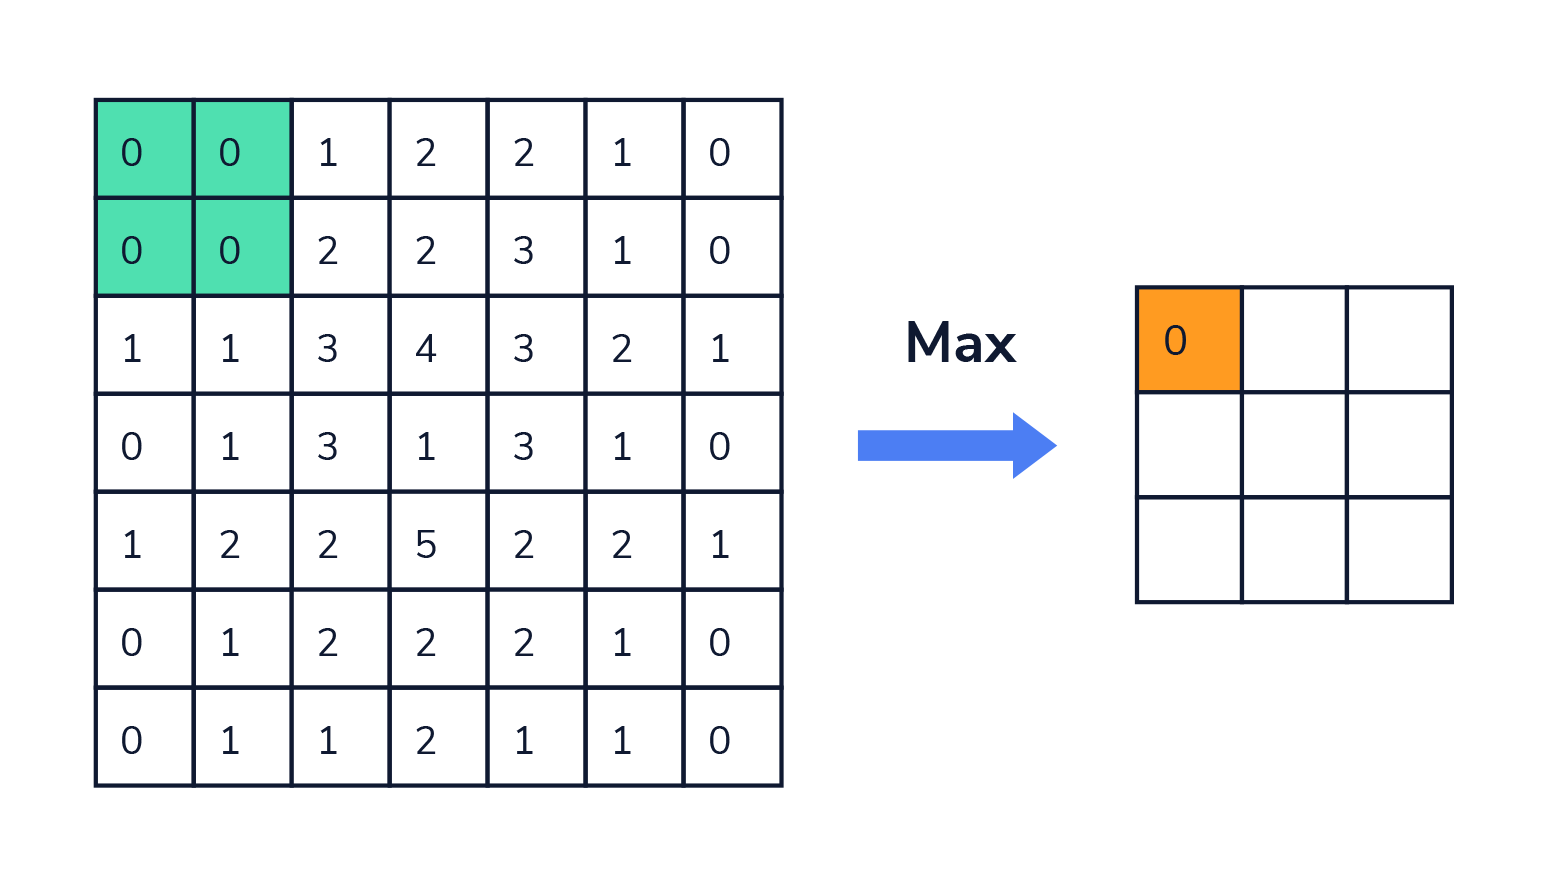 0 0 1 2 2 1 0
0 0 2 2 3 1 0
1 1 3 4 3 2 1
0 1 3 1 3 1 0
1 2 2 5 2 2 1
0 1 2 2 2 1 0
0 1 1 2 1 1 0
Max
0